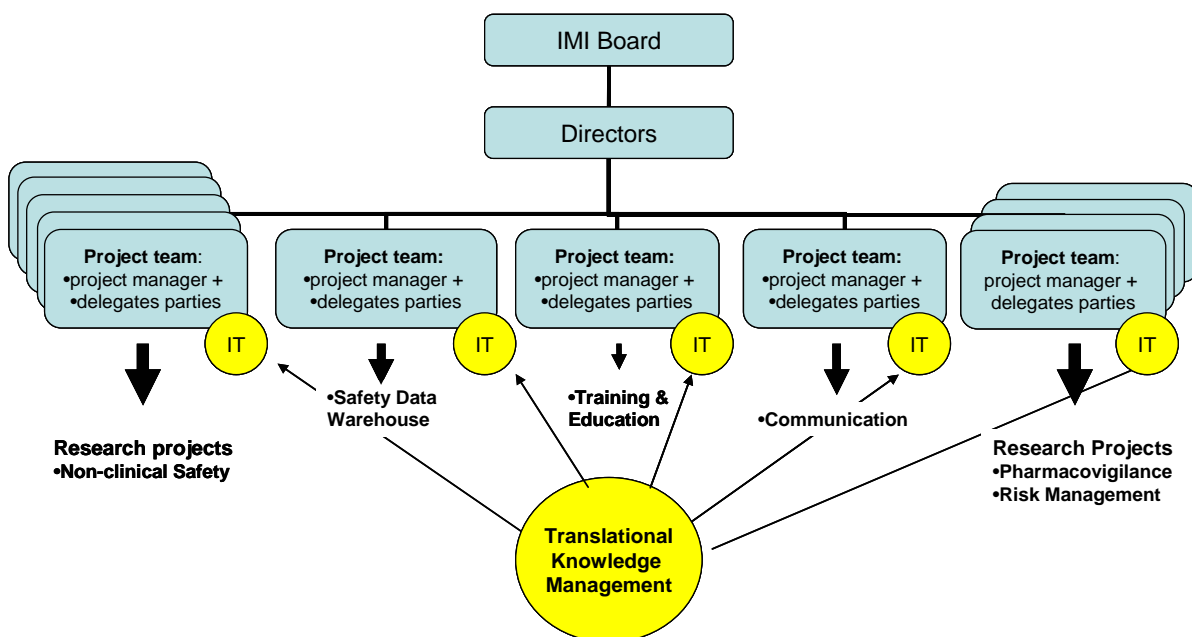 IMI Board
Directors
Project team:
•project manager +
•delegates parties
IT
Project team:
•project manager +
•delegates parties
IT
Project team:
•project manager +
•delegates parties
IT
Project team:
•project manager +
•delegates parties
IT
Project team:
project manager +
delegates parties
IT
Research projects
•Non-clinical Safety
•Safety Data
Warehouse
•Training &
Education
•Communication
Research Projects
•Pharmacovigilance
•Risk Management
Translational
Knowledge
Management